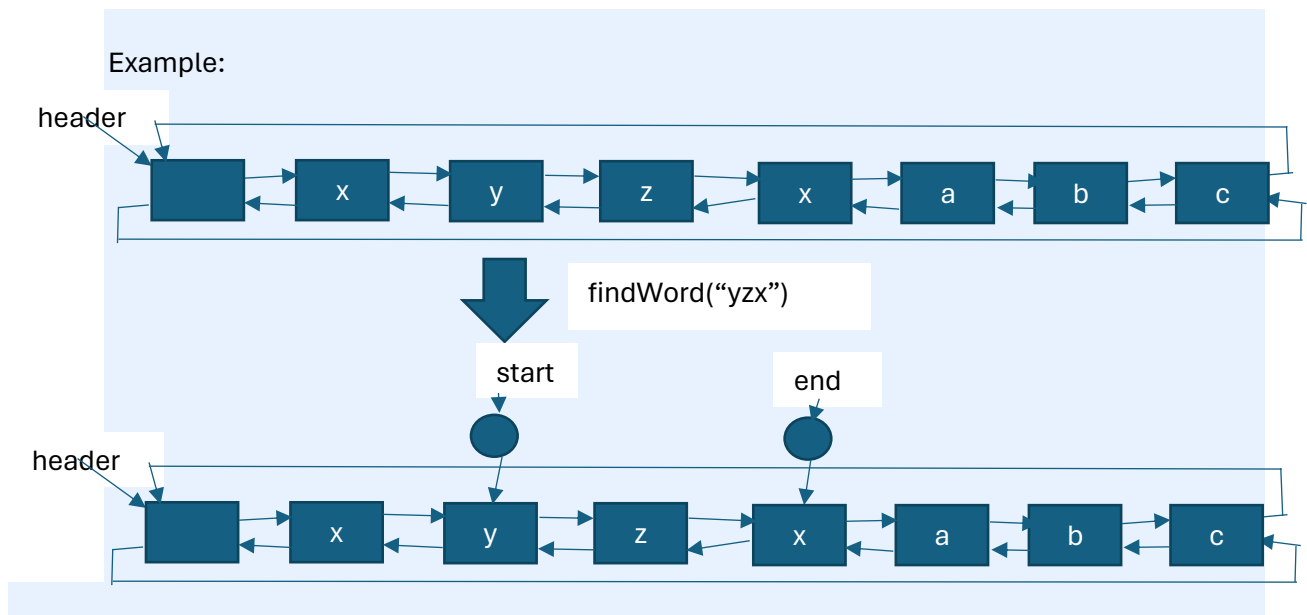 Example:
header
x y z x a b c
findWord(“yzx”)
start
end
header
x y z x a b c